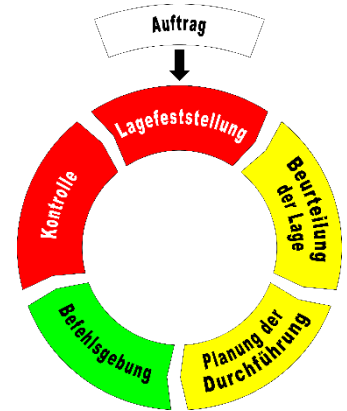 Auftrag
Lagefeststellung
Beurteilung
der Lage
Planung der
Durchführung
Befehlsgebung
Kontrolle